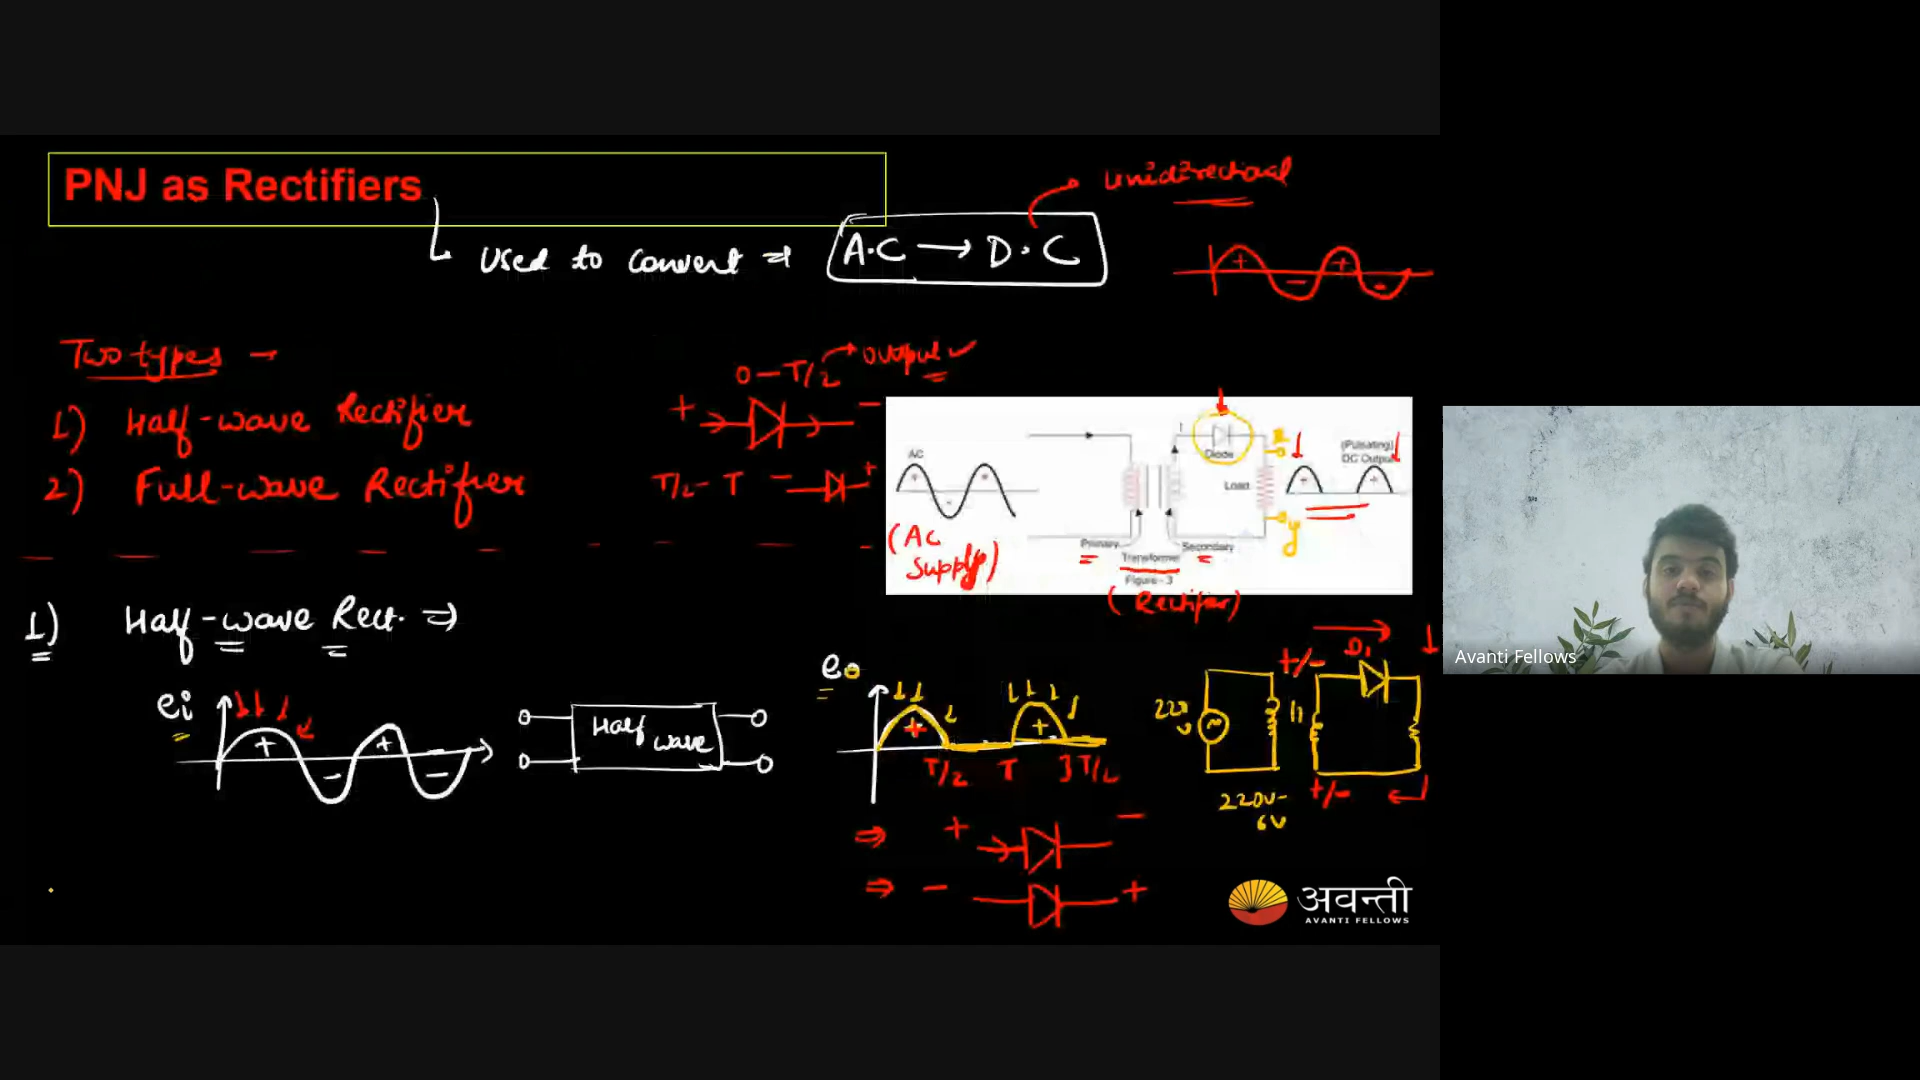 PNJ as Rectifiers
Unidirectional
Used to convert ⇒ A.C → D.C
+ - + -
Two types →
1) Half-wave Rectifier
2) Full-wave Rectifier
0 - T/2 → output ✓
+ -
T/2 - T - +
AC
+ - +
(AC Supply)
Diode
Load
x
y
(Pulsating)
DC Output
+ +
Primary
Transformer
Secondary
Figure - 3
(Rectifier)
1) Half-wave Rect. ⇒
ei
+ - + -
Half wave
eo
+ +
T/2 T 3T/2
⇒ + -
⇒ - +
220 v
+/- D1
+/-
220V-
6V
अवन्ती
AVANTI FELLOWS
Avanti Fellows